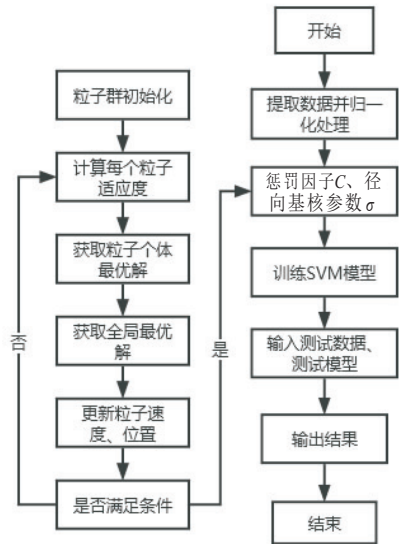 粒子群初始化
计算每个粒子
适应度
获取粒子个体
最优解
获取全局最优
解
更新粒子速
度、位置
是否满足条件
否
是
开始
提取数据并归一
化处理
惩罚因子C、径
向基核参数σ
训练SVM模型
输入测试数据、
测试模型
输出结果
结束